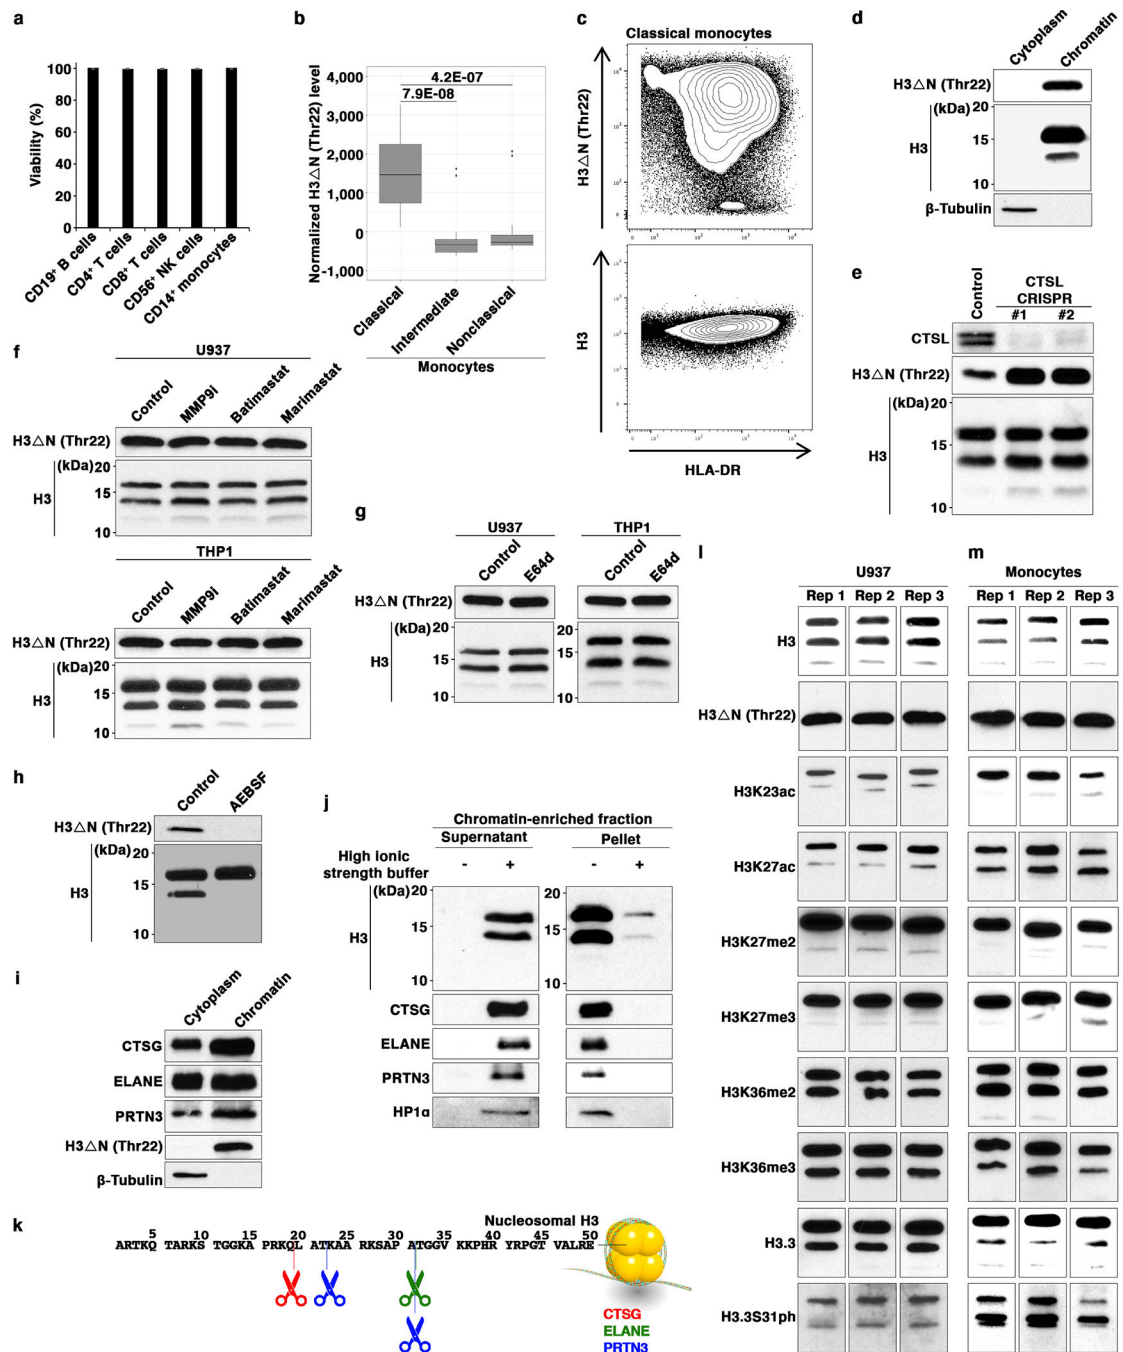 a
Viability (%)
100
80
60
40
20
0
CD19+ B cells
CD4+ T cells
CD8+ T cells
CD56+ NK cells
CD14+ monocytes
b
Normalized H3△N (Thr22) level
4,000
3,000
2,000
1,000
0
-1,000
4.2E-07
7.9E-08
Classical
Intermediate
Nonclassical
Monocytes
c
Classical monocytes
H3△N (Thr22)
H3
HLA-DR
d
Cytoplasm
Chromatin
H3△N (Thr22)
(kDa) 20
15
10
H3
β-Tubulin
e
Control
CTSL
CRISPR
#1 #2
CTSL
H3△N (Thr22)
(kDa) 20
15
10
H3
f
U937
Control
MMP9i
Batimastat
Marimastat
H3△N (Thr22)
(kDa) 20
15
10
H3
THP1
Control
MMP9i
Batimastat
Marimastat
H3△N (Thr22)
(kDa) 20
15
10
H3
g
U937
THP1
Control
E64d
Control
E64d
H3△N (Thr22)
(kDa) 20
15
10
20
15
10
H3
h
Control
AEBSF
H3△N (Thr22)
(kDa) 20
15
10
H3
i
Cytoplasm
Chromatin
CTSG
ELANE
PRTN3
H3△N (Thr22)
β-Tubulin
j
Chromatin-enriched fraction
Supernatant
Pellet
High ionic
strength buffer
- +
- +
(kDa) 20
15
10
20
15
10
H3
CTSG
ELANE
PRTN3
HP1α
k
Nucleosomal H3
5 10 15 20 25 30 35 40 45 50
ARTKQ TARKS TGGKA PRKQL ATKAA RKSAP ATGGV KKPHR YRPGT VALRE
CTSG
ELANE
PRTN3
l
U937
Rep 1 Rep 2 Rep 3
m
Monocytes
Rep 1 Rep 2 Rep 3
H3
H3△N (Thr22)
H3K23ac
H3K27ac
H3K27me2
H3K27me3
H3K36me2
H3K36me3
H3.3
H3.3S31ph